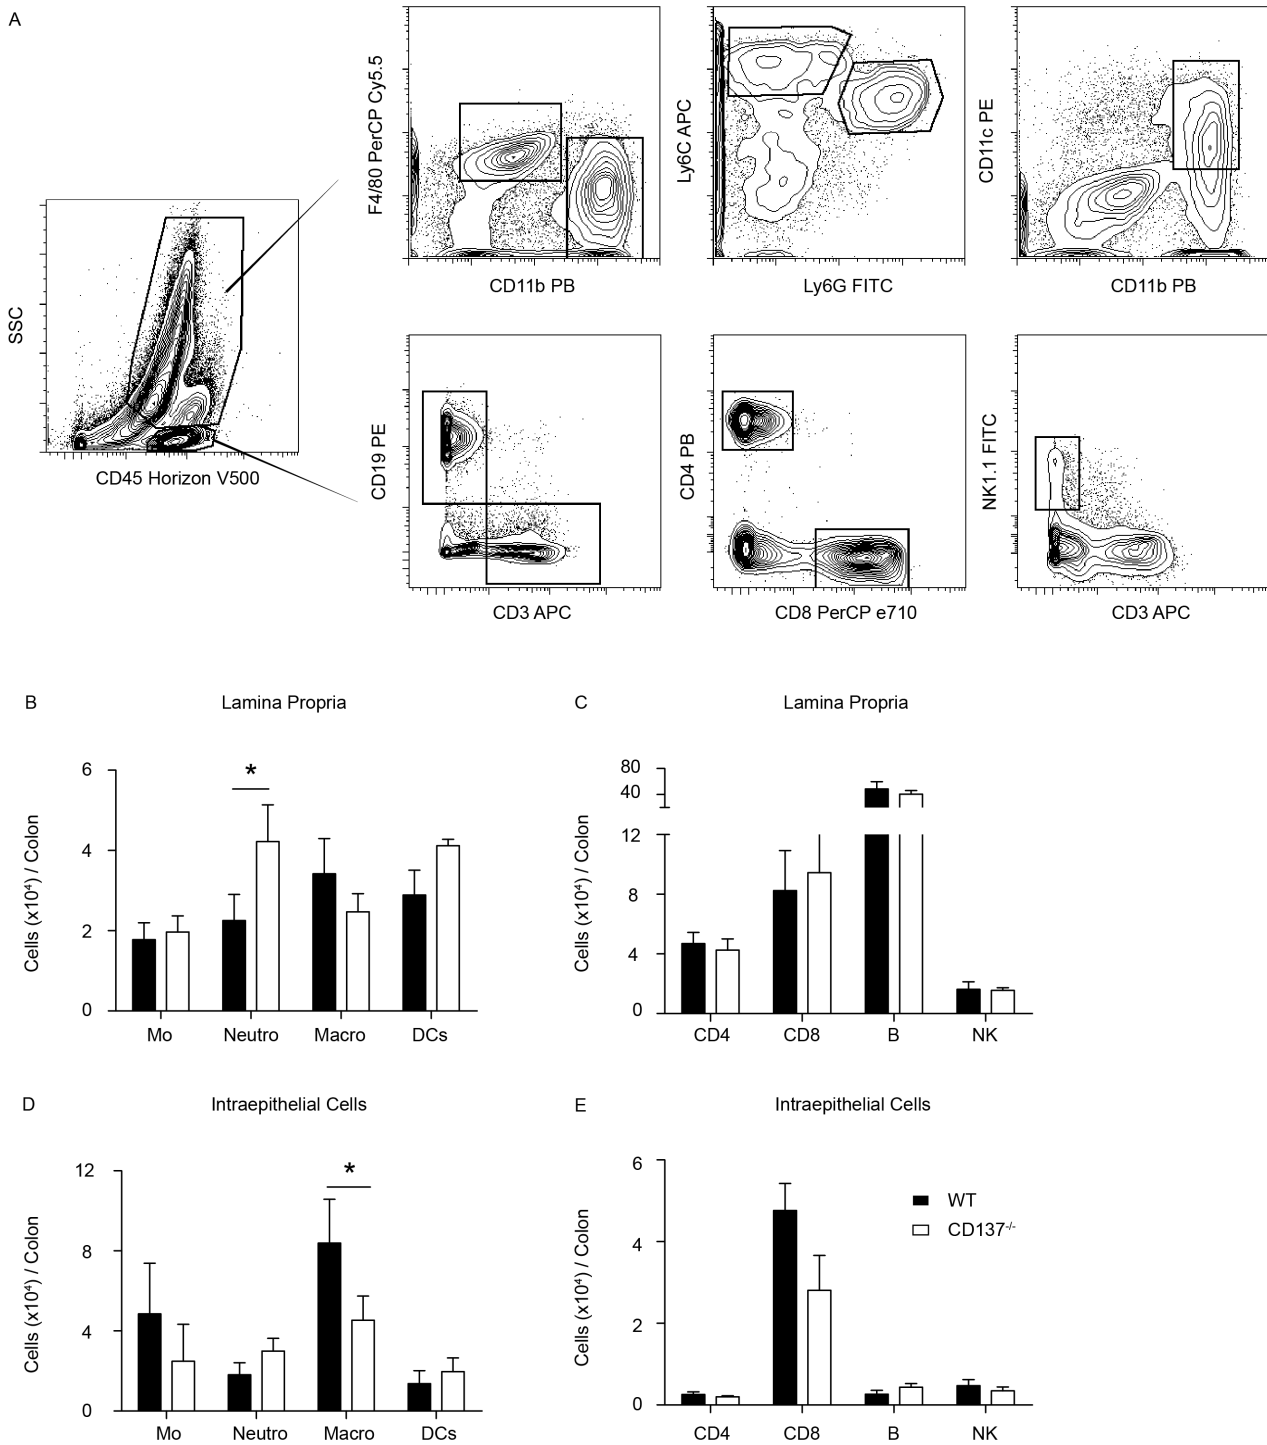 A
SSC
CD45 Horizon V500
F4/80 PerCP Cy5.5
CD11b PB
Ly6C APC
Ly6G FITC
CD11c PE
CD11b PB
CD19 PE
CD3 APC
CD4 PB
CD8 PerCP e710
NK1.1 FITC
CD3 APC
B
Lamina Propria
Cells (x10⁴) / Colon
6
*
4
2
0
Mo Neutro Macro DCs
C
Lamina Propria
Cells (x10⁴) / Colon
80
40
12
8
4
0
CD4 CD8 B NK
D
Intraepithelial Cells
Cells (x10⁴) / Colon
12
*
8
4
0
Mo Neutro Macro DCs
E
Intraepithelial Cells
Cells (x10⁴) / Colon
6
4
2
0
WT
CD137⁻/⁻
CD4 CD8 B NK